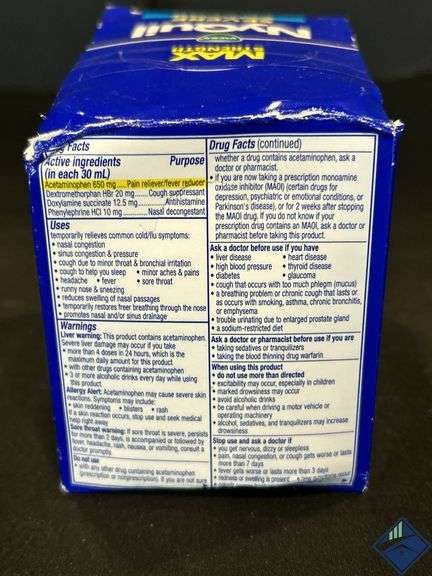 MAX
STRENGTH
VICKS
NyQuil
SEVERE
Drug Facts
Active ingredients Purpose
(in each 30 mL)
Acetaminophen 650 mg..... Pain reliever/fever reducer
Dextromethorphan HBr 20 mg..........Cough suppressant
Doxylamine succinate 12.5 mg..............Antihistamine
Phenylephrine HCl 10 mg...........Nasal decongestant
Uses
temporarily relieves common cold/flu symptoms:
• nasal congestion
• sinus congestion & pressure
• cough due to minor throat & bronchial irritation
• cough to help you sleep • minor aches & pains
• headache • fever • sore throat
• runny nose & sneezing
• reduces swelling of nasal passages
• temporarily restores freer breathing through the nose
• promotes nasal and/or sinus drainage
Warnings
Liver warning: This product contains acetaminophen.
Severe liver damage may occur if you take
• more than 4 doses in 24 hours, which is the
maximum daily amount for this product
• with other drugs containing acetaminophen
• 3 or more alcoholic drinks every day while using
this product
Allergy Alert: Acetaminophen may cause severe skin
reactions. Symptoms may include:
• skin reddening • blisters • rash
If a skin reaction occurs, stop use and seek medical
help right away
Sore throat warning: If sore throat is severe, persists
for more than 2 days, is accompanied or followed by
fever, headache, rash, nausea, or vomiting, consult a
doctor promptly.
Do not use
• with any other drug containing acetaminophen
(prescription or nonprescription). If you are not sure
Drug Facts (continued)
whether a drug contains acetaminophen, ask a
doctor or pharmacist.
• if you are now taking a prescription monoamine
oxidase inhibitor (MAOI) (certain drugs for
depression, psychiatric or emotional conditions, or
Parkinson's disease), or for 2 weeks after stopping
the MAOI drug. If you do not know if your
prescription drug contains an MAOI, ask a doctor or
pharmacist before taking this product.
Ask a doctor before use if you have
• liver disease • heart disease
• high blood pressure • thyroid disease
• diabetes • glaucoma
• cough that occurs with too much phlegm (mucus)
• a breathing problem or chronic cough that lasts or
as occurs with smoking, asthma, chronic bronchitis,
or emphysema
• trouble urinating due to enlarged prostate gland
• a sodium-restricted diet
Ask a doctor or pharmacist before use if you are
• taking sedatives or tranquilizers
• taking the blood thinning drug warfarin
When using this product
• do not use more than directed
• excitability may occur, especially in children
• marked drowsiness may occur
• avoid alcoholic drinks
• be careful when driving a motor vehicle or
operating machinery
• alcohol, sedatives, and tranquilizers may increase
drowsiness
Stop use and ask a doctor if
• you get nervous, dizzy or sleepless
• pain, nasal congestion, or cough gets worse or lasts
more than 7 days
• fever gets worse or lasts more than 3 days
• redness or swelling is present • new symptoms occur